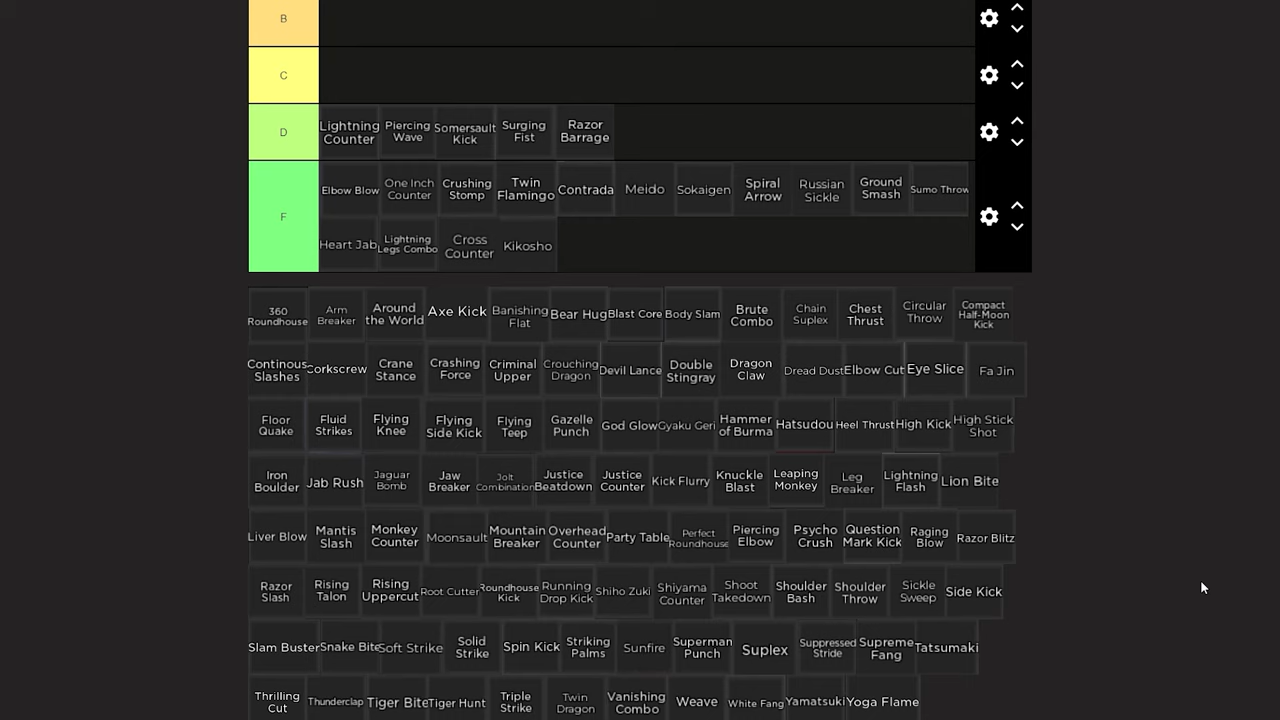 B
C
D
Lightning Counter
Piercing Wave
Somersault Kick
Surging Fist
Razor Barrage
F
Elbow Blow
One Inch Counter
Crushing Stomp
Twin Flamingo
Contrada
Meido
Sokaigen
Spiral Arrow
Russian Sickle
Ground Smash
Sumo Throw
Heart Jab
Lightning Legs Combo
Cross Counter
Kikosho
360 Roundhouse
Arm Breaker
Around the World
Axe Kick
Banishing Flat
Bear Hug
Blast Core
Body Slam
Brute Combo
Chain Suplex
Chest Thrust
Circular Throw
Compact Half-Moon Kick
Continous Slashes
Corkscrew
Crane Stance
Crashing Force
Criminal Upper
Crouching Dragon
Devil Lance
Double Stingray
Dragon Claw
Dread Dust
Elbow Cut
Eye Slice
Fa Jin
Floor Quake
Fluid Strikes
Flying Knee
Flying Side Kick
Flying Teep
Gazelle Punch
God Glow
Gyaku Geri
Hammer of Burma
Hatsudou
Heel Thrust
High Kick
High Stick Shot
Iron Boulder
Jab Rush
Jaguar Bomb
Jaw Breaker
Jolt Combination
Justice Beatdown
Justice Counter
Kick Flurry
Knuckle Blast
Leaping Monkey
Leg Breaker
Lightning Flash
Lion Bite
Liver Blow
Mantis Slash
Monkey Counter
Moonsault
Mountain Breaker
Overhead Counter
Party Table
Perfect Roundhouse
Piercing Elbow
Psycho Crush
Question Mark Kick
Raging Blow
Razor Blitz
Razor Slash
Rising Talon
Rising Uppercut
Root Cutter
Roundhouse Kick
Running Drop Kick
Shiho Zuki
Shiyama Counter
Shoot Takedown
Shoulder Bash
Shoulder Throw
Sickle Sweep
Side Kick
Slam Buster
Snake Bite
Soft Strike
Solid Strike
Spin Kick
Striking Palms
Sunfire
Superman Punch
Suplex
Suppressed Stride
Supreme Fang
Tatsumaki
Thrilling Cut
Thunderclap
Tiger Bite
Tiger Hunt
Triple Strike
Twin Dragon
Vanishing Combo
Weave
White Fang
Yamatsuki
Yoga Flame